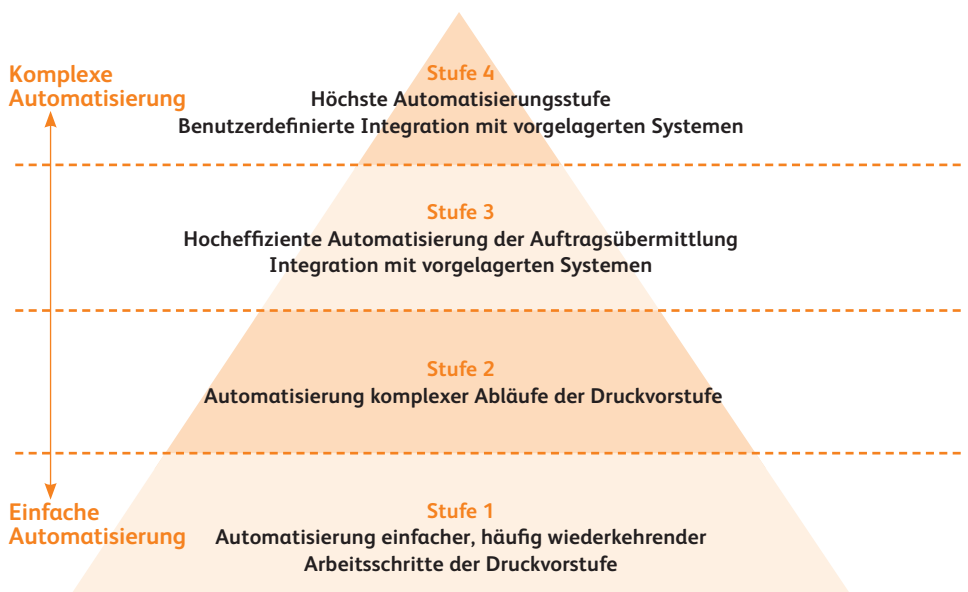 Komplexe
Automatisierung
Stufe 4
Höchste Automatisierungsstufe
Benutzerdefinierte Integration mit vorgelagerten Systemen
Stufe 3
Hocheffiziente Automatisierung der Auftragsübermittlung
Integration mit vorgelagerten Systemen
Stufe 2
Automatisierung komplexer Abläufe der Druckvorstufe
Einfache
Automatisierung
Stufe 1
Automatisierung einfacher, häufig wiederkehrender
Arbeitsschritte der Druckvorstufe